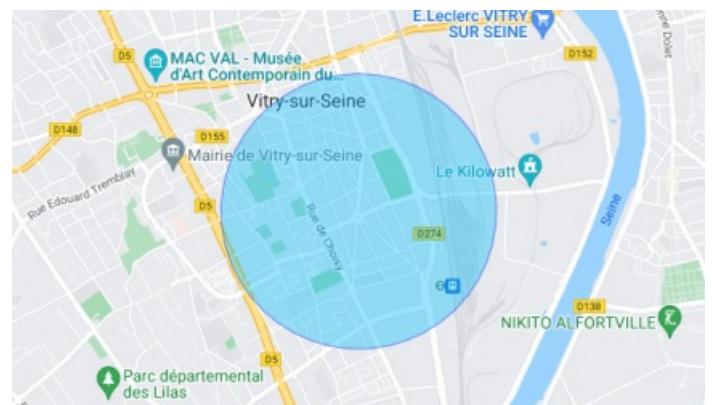 E.Leclerc VITRY
SUR SEINE
D5
MAC VAL - Musée
d'Art Contemporain du...
D152
Vitry-sur-Seine
D148
D155
Mairie de Vitry-sur-Seine
Le Kilowatt
Rue Edouard Tremblay
D5
Rue de Choisy
D274
Seine
D138
NIKITO ALFORTVILLE
D5
Parc départemental
des Lilas